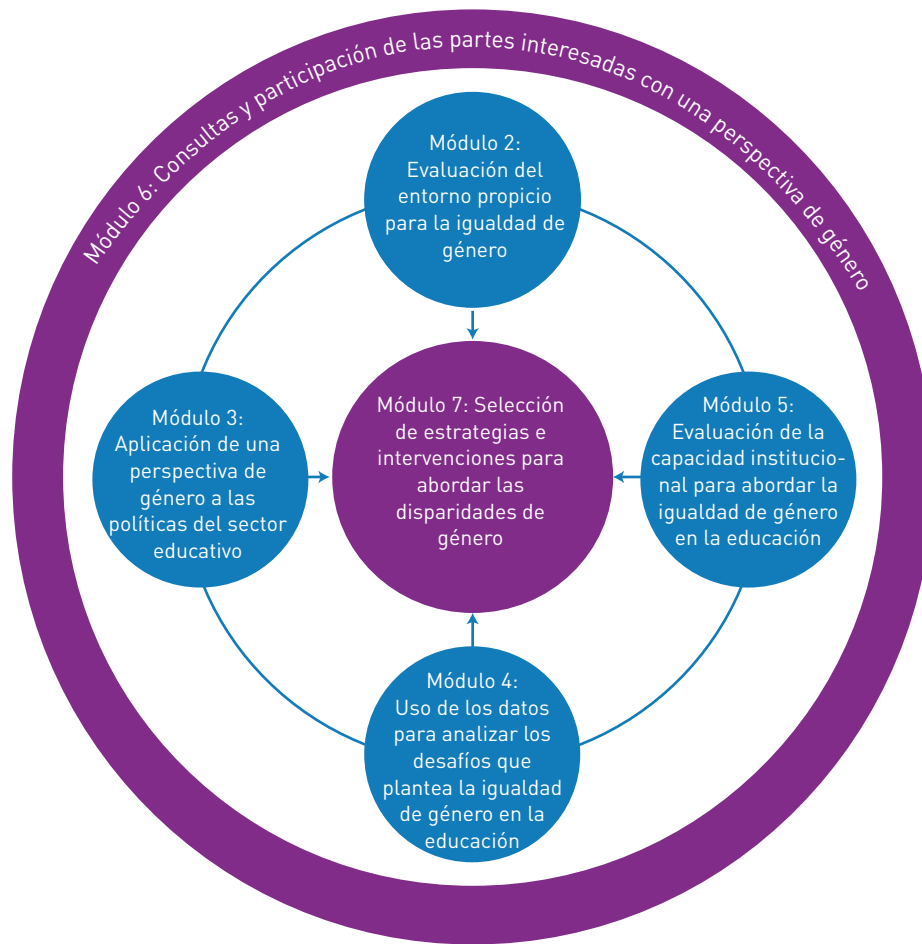 Módulo 6: Consultas y participación de las partes interesadas con una perspectiva de género
Módulo 2:
Evaluación del
entorno propicio
para la igualdad de
género
Módulo 3:
Aplicación de una
perspectiva de
género a las
políticas del sector
educativo
Módulo 7: Selección
de estrategias e
intervenciones para
abordar las
disparidades de
género
Módulo 5:
Evaluación de la
capacidad institucio-
nal para abordar la
igualdad de género
en la educación
Módulo 4:
Uso de los datos
para analizar los
desafíos que
plantea la igualdad
de género en la
educación